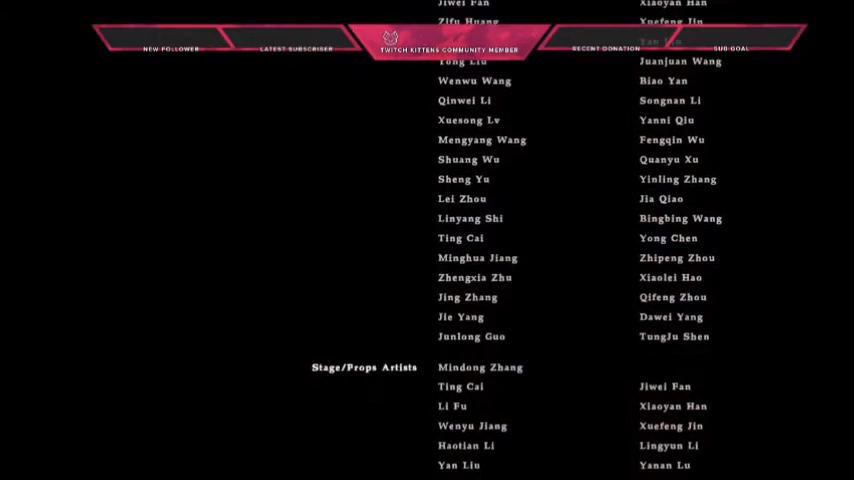 Jiwei Fan Xiaoyan Han
Zifu Huang Xuefeng Jin
NEW FOLLOWER LATEST SUBSCRIBER TWITCH KITTENS COMMUNITY MEMBER RECENT DONATION SUB GOAL
Yong Liu Juanjuan Wang
Wenwu Wang Biao Yan
Qinwei Li Songnan Li
Xuesong Lv Yanni Qiu
Mengyang Wang Fengqin Wu
Shuang Wu Quanyu Xu
Sheng Yu Yinling Zhang
Lei Zhou Jia Qiao
Linyang Shi Bingbing Wang
Ting Cai Yong Chen
Minghua Jiang Zhipeng Zhou
Zhengxia Zhu Xiaolei Hao
Jing Zhang Qifeng Zhou
Jie Yang Dawei Yang
Junlong Guo TungJu Shen
Stage/Props Artists Mindong Zhang
Ting Cai Jiwei Fan
Li Fu Xiaoyan Han
Wenyu Jiang Xuefeng Jin
Haotian Li Lingyun Li
Yan Liu Yanan Lu